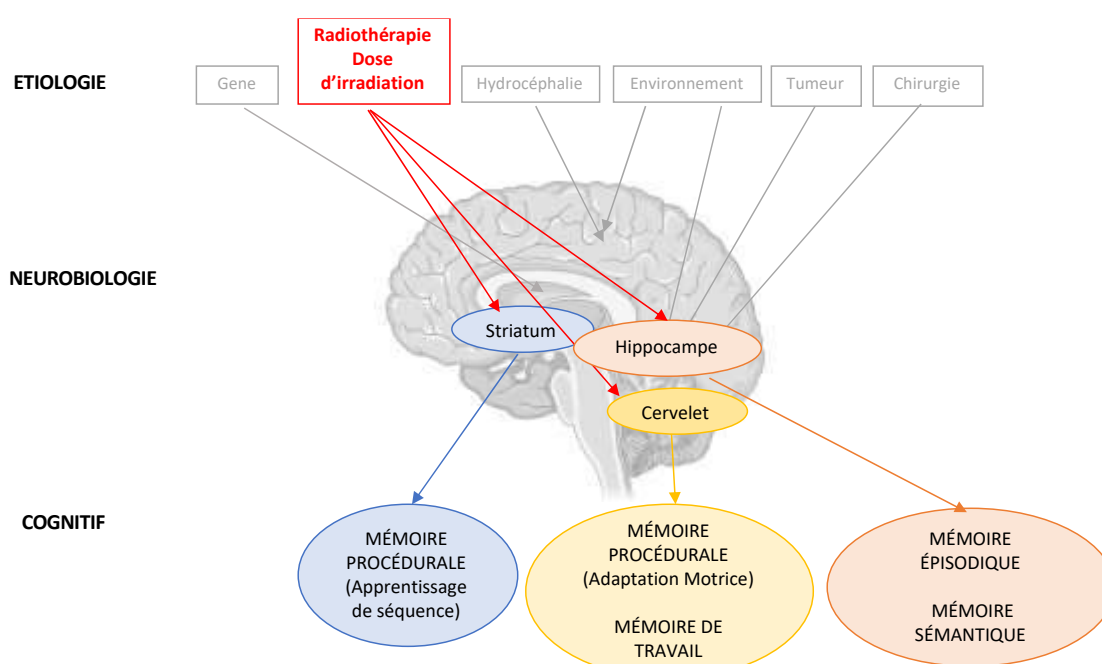 Radiothérapie
Dose
d’irradiation
ETIOLOGIE
Gene
Hydrocéphalie
Environnement
Tumeur
Chirurgie
NEUROBIOLOGIE
Striatum
Hippocampe
Cervelet
COGNITIF
MÉMOIRE
PROCÉDURALE
(Apprentissage
de séquence)
MÉMOIRE
PROCÉDURALE
(Adaptation Motrice)
MÉMOIRE DE
TRAVAIL
MÉMOIRE
ÉPISODIQUE
MÉMOIRE
SÉMANTIQUE